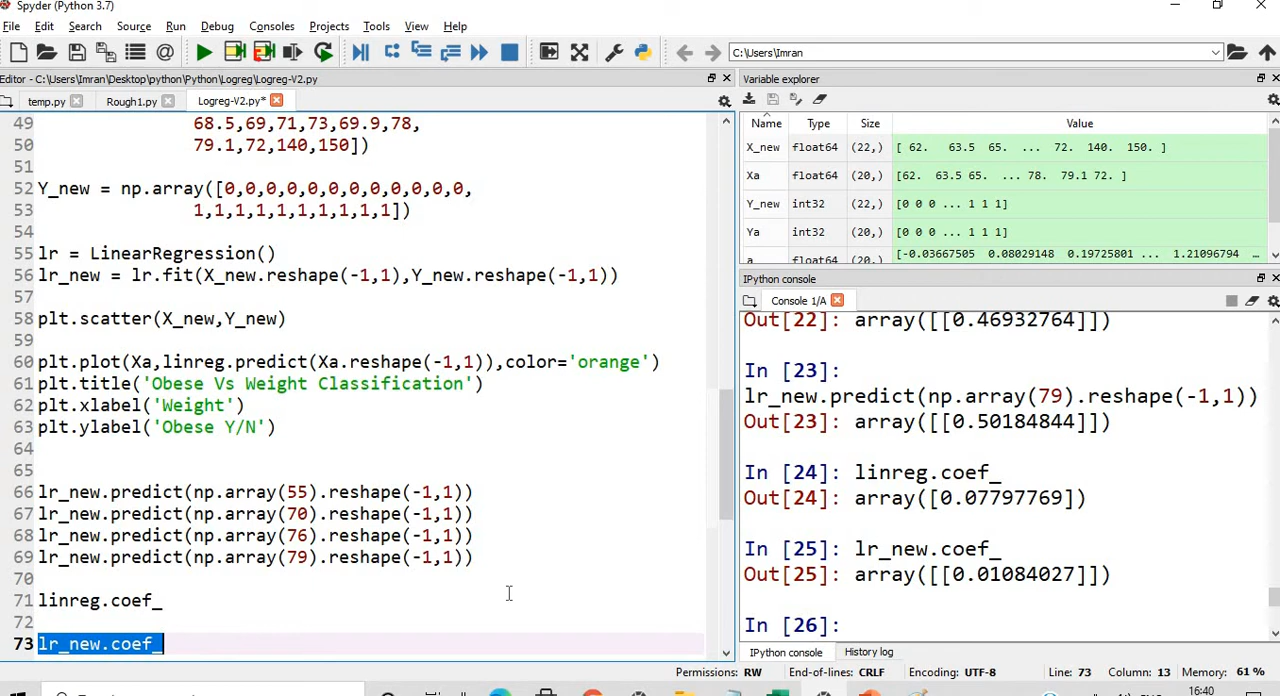 Spyder (Python 3.7)
File Edit Search Source Run Debug Consoles Projects Tools View Help
C:\Users\Imran
Editor - C:\Users\Imran\Desktop\python\Python\Logreg\Logreg-V2.py
temp.py Rough1.py Logreg-V2.py*
49 68.5,69,71,73,69.9,78,
50 79.1,72,140,150])
51
52 Y_new = np.array([0,0,0,0,0,0,0,0,0,0,0,0,
53 1,1,1,1,1,1,1,1,1,1])
54
55 lr = LinearRegression()
56 lr_new = lr.fit(X_new.reshape(-1,1),Y_new.reshape(-1,1))
57
58 plt.scatter(X_new,Y_new)
59
60 plt.plot(Xa,linreg.predict(Xa.reshape(-1,1)),color='orange')
61 plt.title('Obese Vs Weight Classification')
62 plt.xlabel('Weight')
63 plt.ylabel('Obese Y/N')
64
65
66 lr_new.predict(np.array(55).reshape(-1,1))
67 lr_new.predict(np.array(70).reshape(-1,1))
68 lr_new.predict(np.array(76).reshape(-1,1))
69 lr_new.predict(np.array(79).reshape(-1,1))
70
71 linreg.coef_
72
73 lr_new.coef_
Variable explorer
Name Type Size Value
X_new float64 (22,) [ 62. 63.5 65. ... 72. 140. 150. ]
Xa float64 (20,) [62. 63.5 65. ... 78. 79.1 72. ]
Y_new int32 (22,) [0 0 0 ... 1 1 1]
Ya int32 (20,) [0 0 0 ... 1 1 1]
a float64 (20,) [-0.03667505 0.08029148 0.19725801 ... 1.21096794 ...
IPython console
Console 1/A
Out[22]: array([[0.46932764]])
In [23]:
lr_new.predict(np.array(79).reshape(-1,1))
Out[23]: array([[0.50184844]])
In [24]: linreg.coef_
Out[24]: array([0.07797769])
In [25]: lr_new.coef_
Out[25]: array([[0.01084027]])
In [26]:
IPython console History log
Permissions: RW End-of-lines: CRLF Encoding: UTF-8 Line: 73 Column: 13 Memory: 61 %
16:40